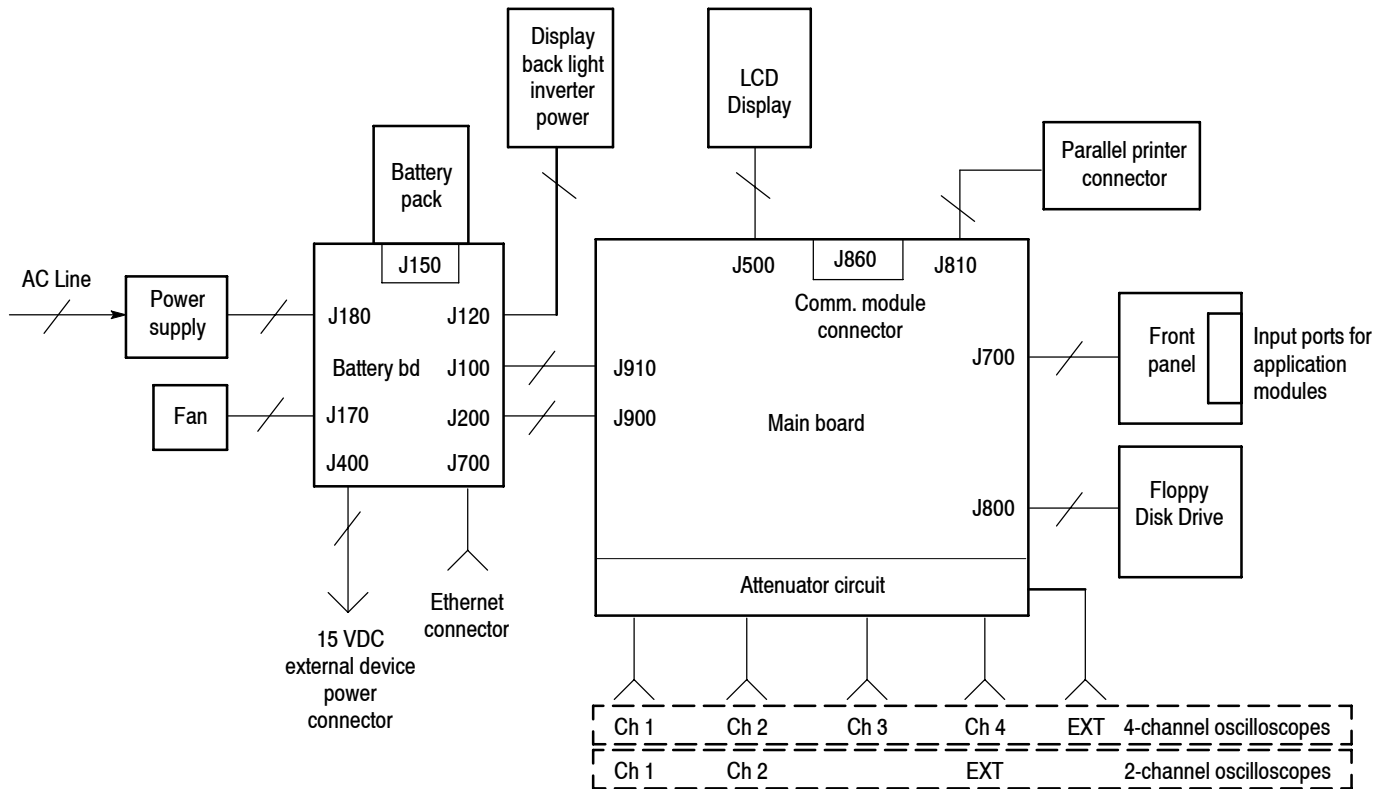 Display
back light
inverter
power
LCD
Display
Battery
pack
Parallel printer
connector
AC Line
Power
supply
Fan
J150
J180
J120
Battery bd
J100
J170
J200
J400
J700
J500
J860
J810
Comm. module
connector
J910
J900
Main board
J700
J800
Front
panel
Input ports for
application
modules
Floppy
Disk Drive
Attenuator circuit
15 VDC
external device
power
connector
Ethernet
connector
Ch 1 Ch 2 Ch 3 Ch 4 EXT 4-channel oscilloscopes
Ch 1 Ch 2 EXT 2-channel oscilloscopes